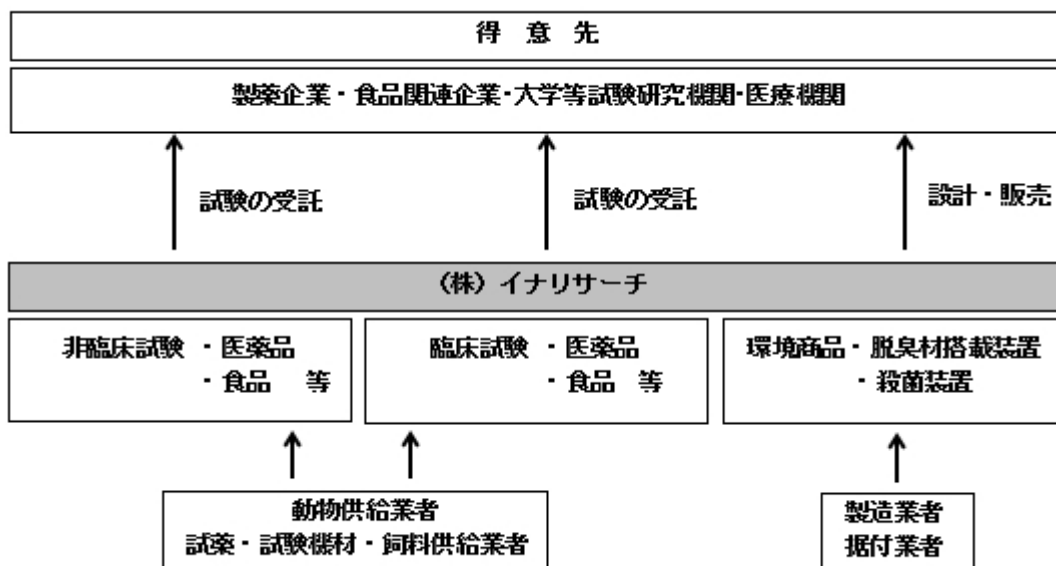 得 意 先
製薬企業・食品関連企業・大学等試験研究機関・医療機関
試験の受託
試験の受託
設計・販売
(株)イナリサーチ
非臨床試験 ・医薬品
・食品 等
臨床試験 ・医薬品
・食品 等
環境商品・脱臭材搭載装置
・殺菌装置
動物供給業者
試薬・試験機材・飼料供給業者
製造業者
据付業者